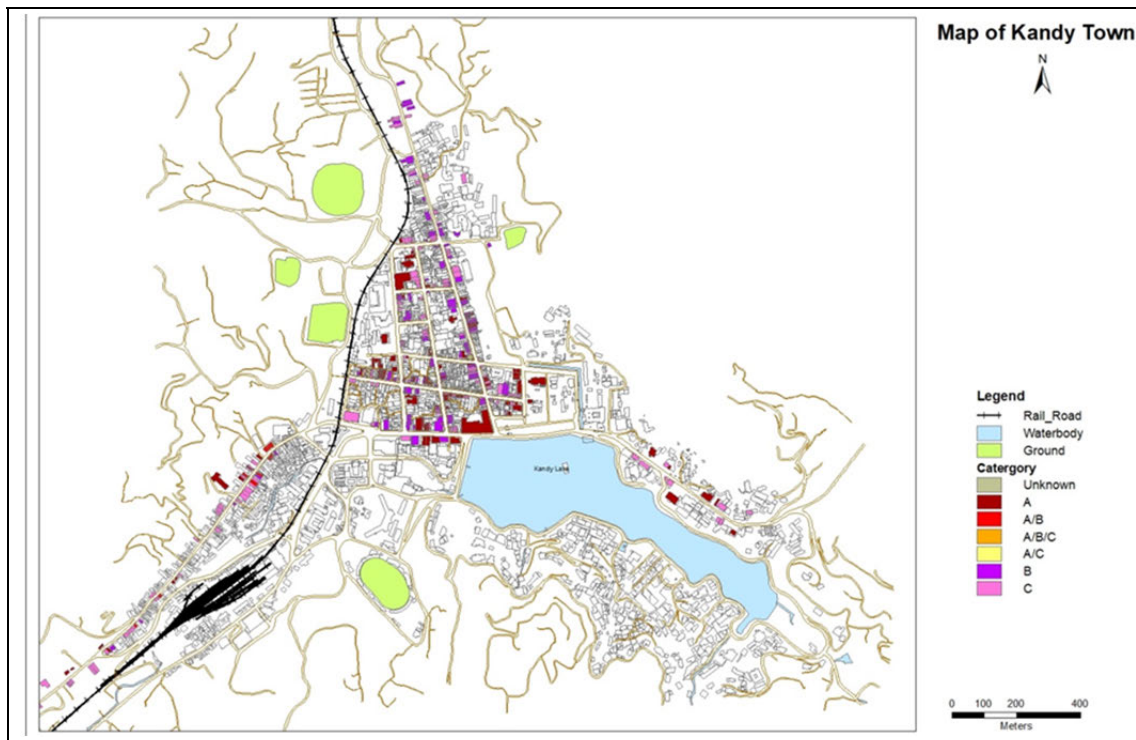 Map of Kandy Town
N
Kandy Lake
Legend
Rail_Road
Waterbody
Ground
Catergory
Unknown
A
A/B
A/B/C
A/C
B
C
0 100 200 400
Meters